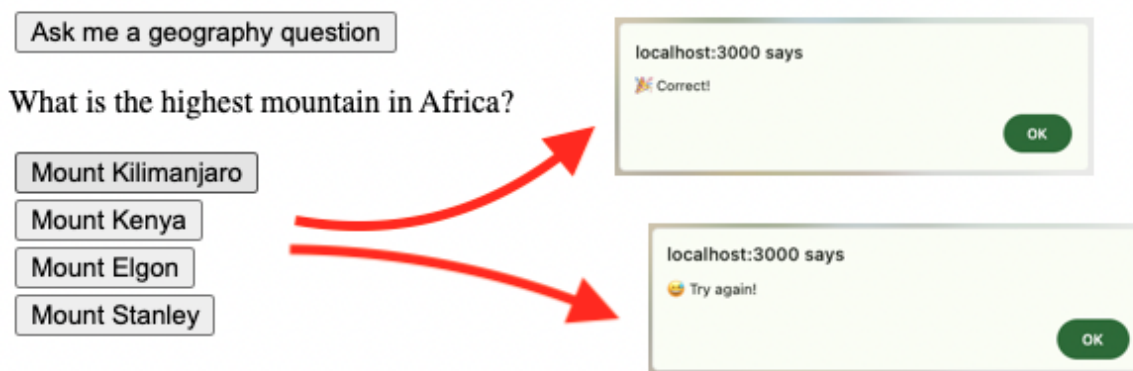 Ask me a geography question
What is the highest mountain in Africa?
Mount Kilimanjaro
Mount Kenya
Mount Elgon
Mount Stanley
localhost:3000 says
🎉 Correct!
OK
localhost:3000 says
😅 Try again!
OK